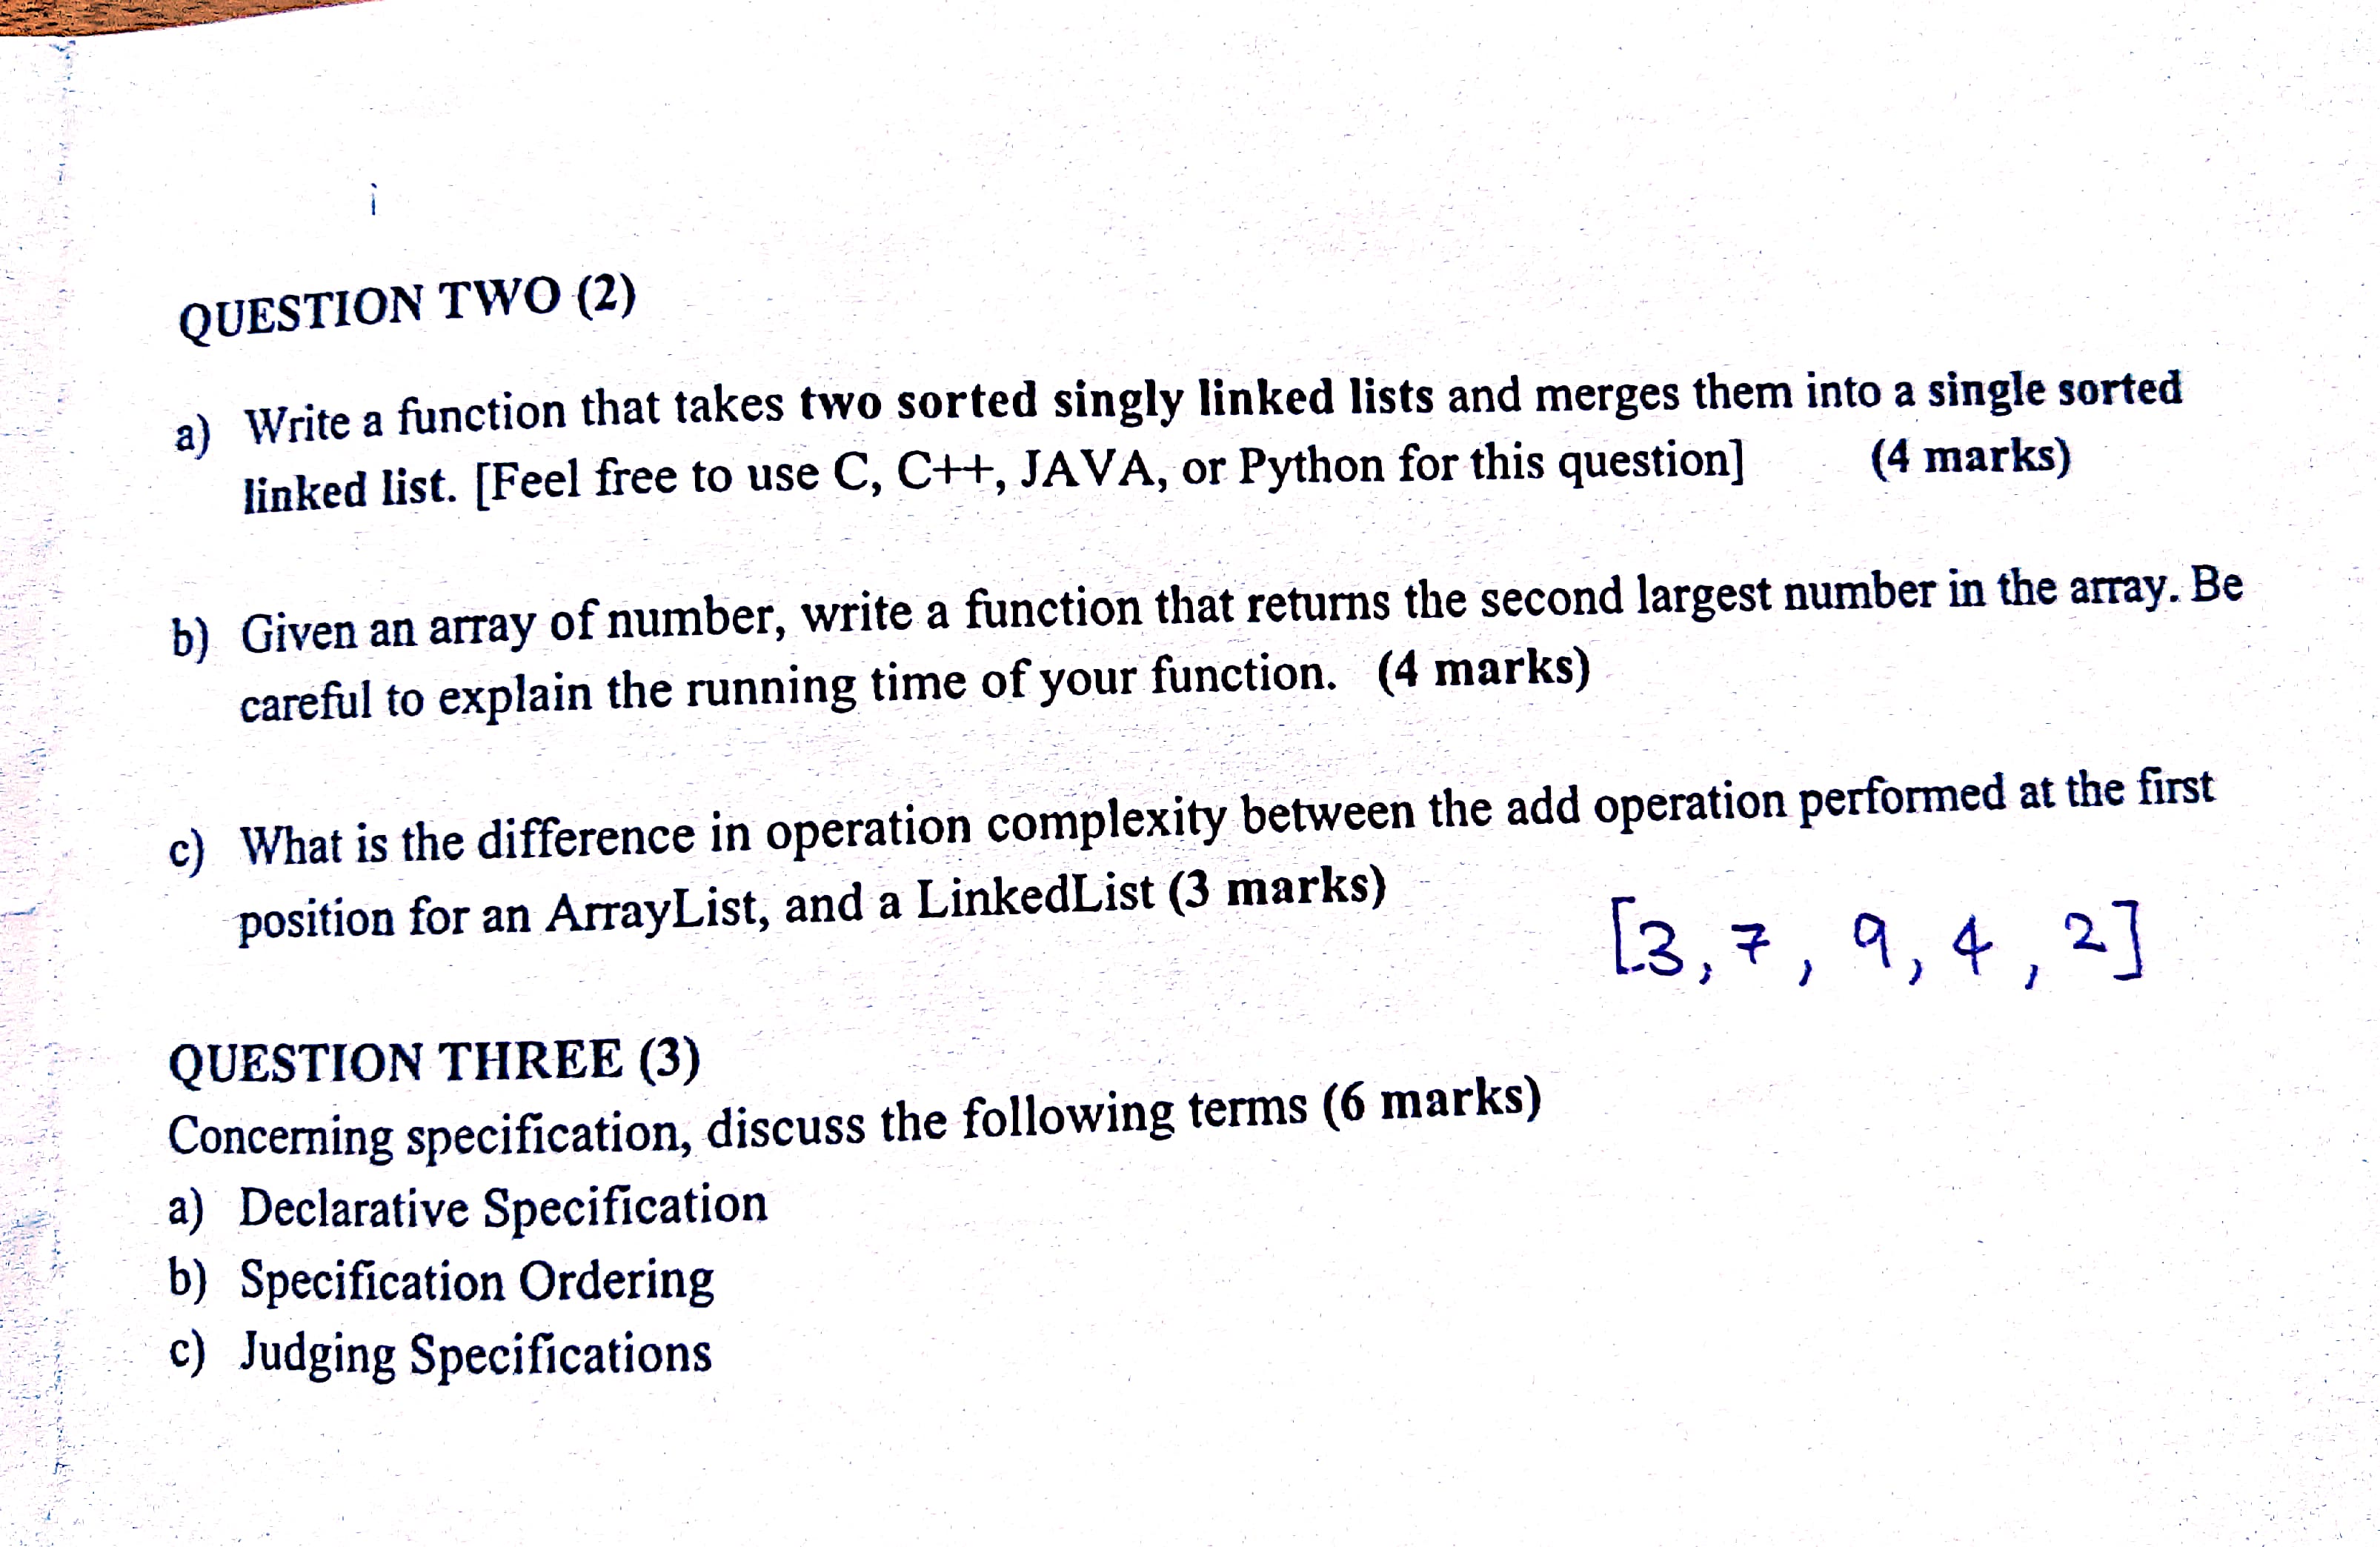 QUESTION TWO (2)
a) Write a function that takes two sorted singly linked lists and merges them into a single sorted
linked list. [Feel free to use C, C++, JAVA, or Python for this question] (4 marks)
b) Given an array of number, write a function that returns the second largest number in the array. Be
careful to explain the running time of your function. (4 marks)
c) What is the difference in operation complexity between the add operation performed at the first
position for an ArrayList, and a LinkedList (3 marks)
[3, 7, 9, 4, 2]
QUESTION THREE (3)
Concerning specification, discuss the following terms (6 marks)
a) Declarative Specification
b) Specification Ordering
c) Judging Specifications